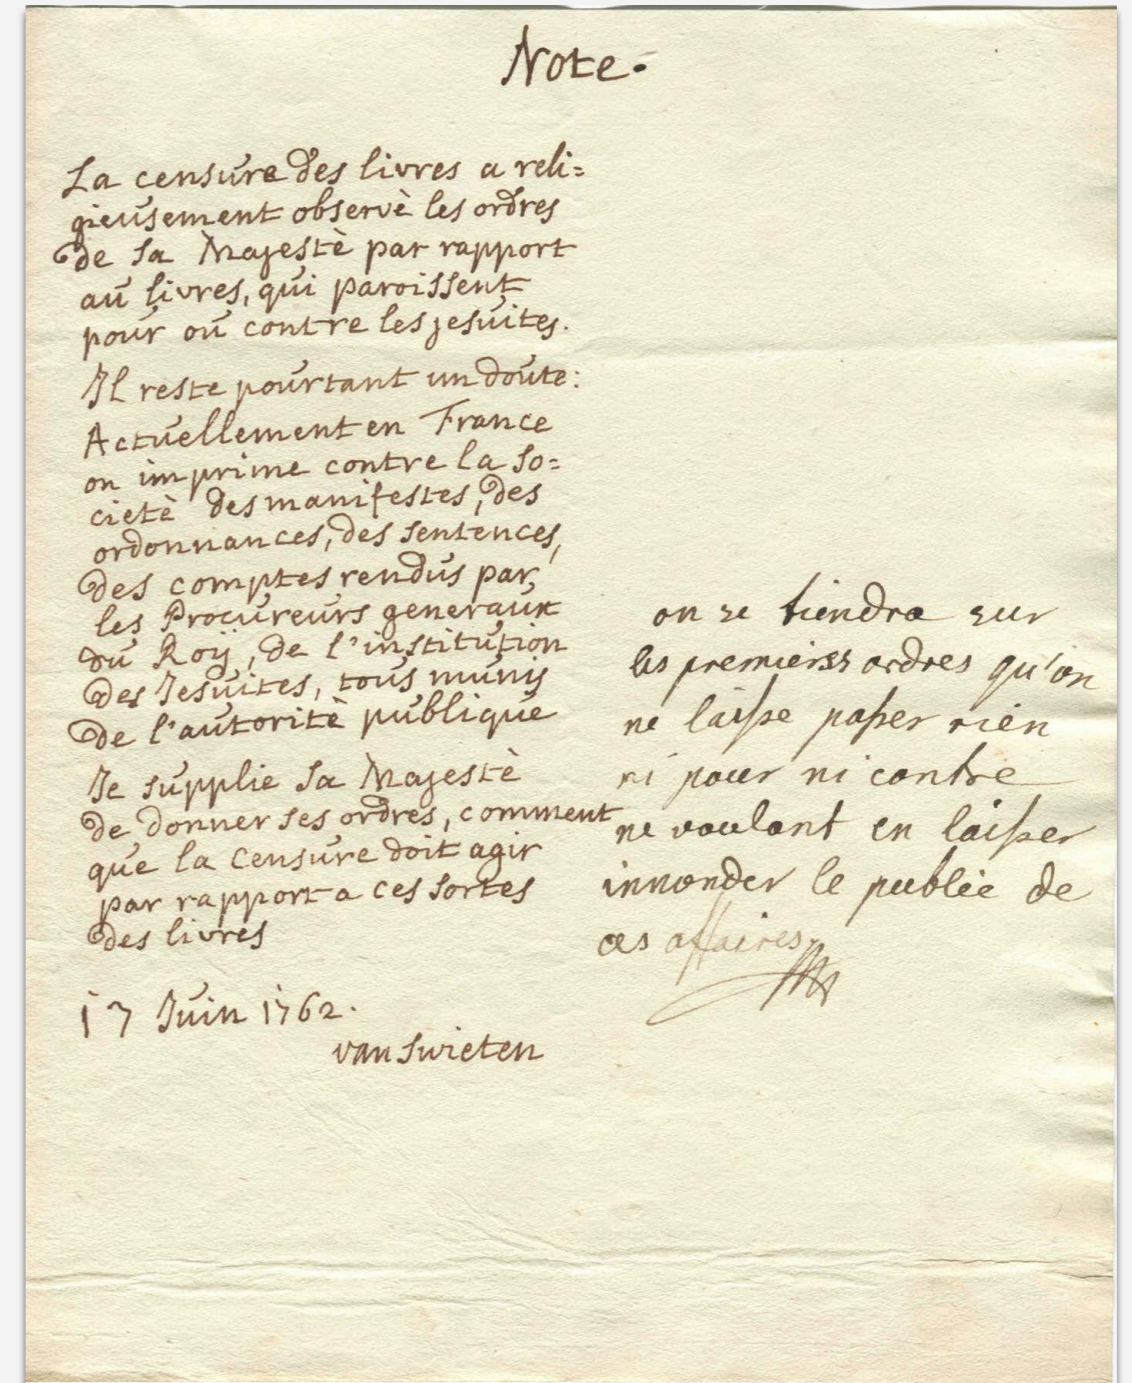 Note.
La censure des livres a reli=
gieusement observè les ordres
de sa Majestè par rapport
au livres, qui paroissent
pour ou contre les jesuites.
Il reste pourtant un doute:
Actuellement en France
on imprime contre la so=
cietè des manifestes, des
ordonnances, des sentences,
des comptes rendus par,
les Procureurs generaux
du Roÿ, de l'institution
des Jesuites, tous munis
de l'autoritè publique
Je supplie sa Majestè
de donner ses ordres, comment
que la censure doit agir
par rapport a ces sortes
des livres
17 Juin 1762.
van swieten
on se tiendra sur
les premierss ordres qu'on
ne laisse passer rien
ni pour ni contre
ne voulant en laisser
innonder le publie de
ces affaires